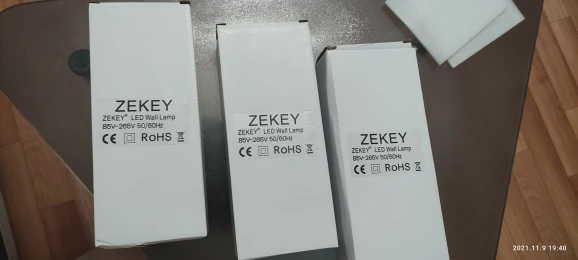 ZEKEY
ZEKEY® LED Wall Lamp
85V-265V 50/60Hz
CE RoHS
ZEKEY
ZEKEY® LED Wall Lamp
85V-265V 50/60Hz
CE RoHS
ZEKEY
ZEKEY® LED Wall Lamp
85V-265V 50/60Hz
CE RoHS
2021.11.9 19:40